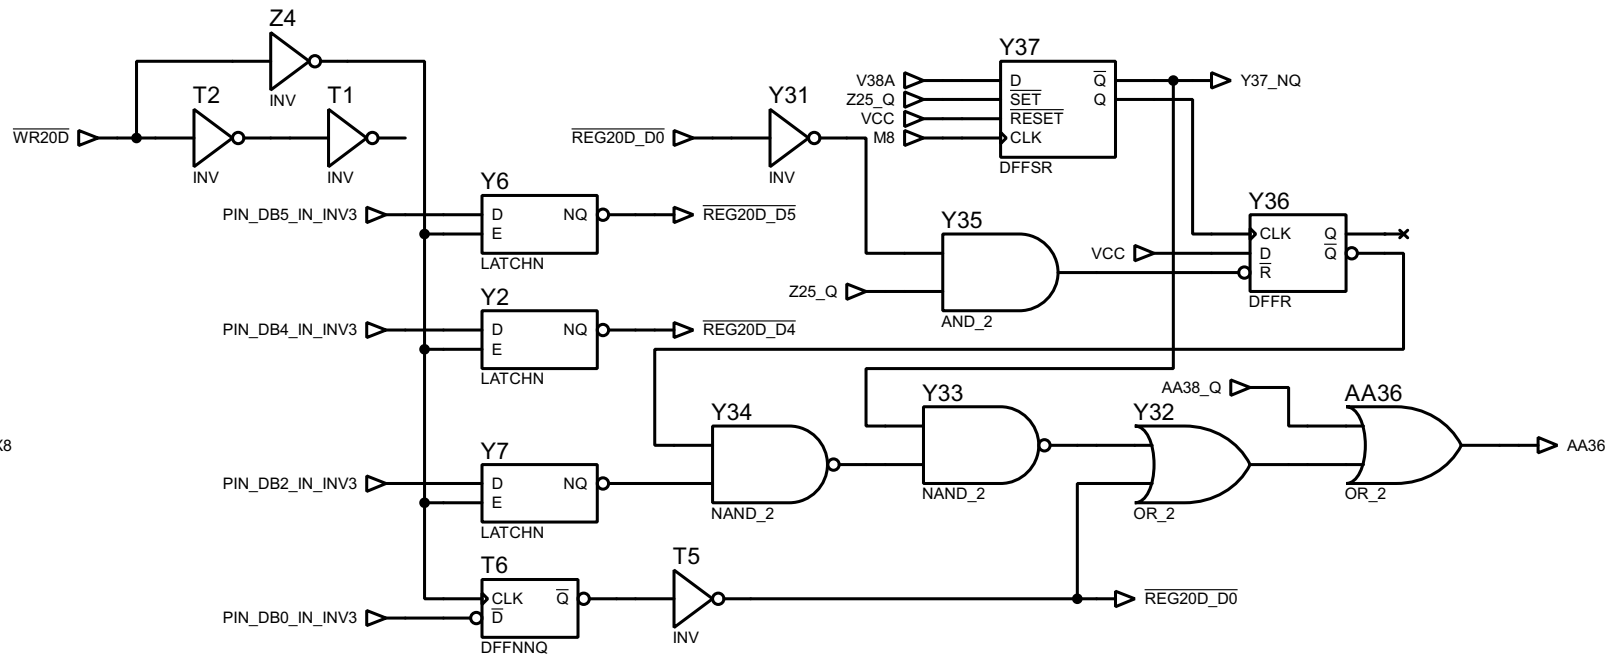 Z4
INV
T2
INV
T1
INV
WR20D
PIN_DB5_IN_INV3
Y6
D
E
NQ
LATCHN
REG20D_D5
PIN_DB4_IN_INV3
Y2
D
E
NQ
LATCHN
REG20D_D4
X8
PIN_DB2_IN_INV3
Y7
D
E
NQ
LATCHN
PIN_DB0_IN_INV3
T6
CLK
D
Q
DFFNNQ
T5
INV
REG20D_D0
REG20D_D0
Y31
INV
V38A
Z25_Q
VCC
M8
Y37
D
SET
RESET
CLK
Q
Q
DFFSR
Y37_NQ
Y35
Z25_Q
AND_2
VCC
Y36
CLK
D
R
Q
Q
DFFR
Y34
NAND_2
Y33
NAND_2
Y32
OR_2
AA38_Q
AA36
OR_2
AA36